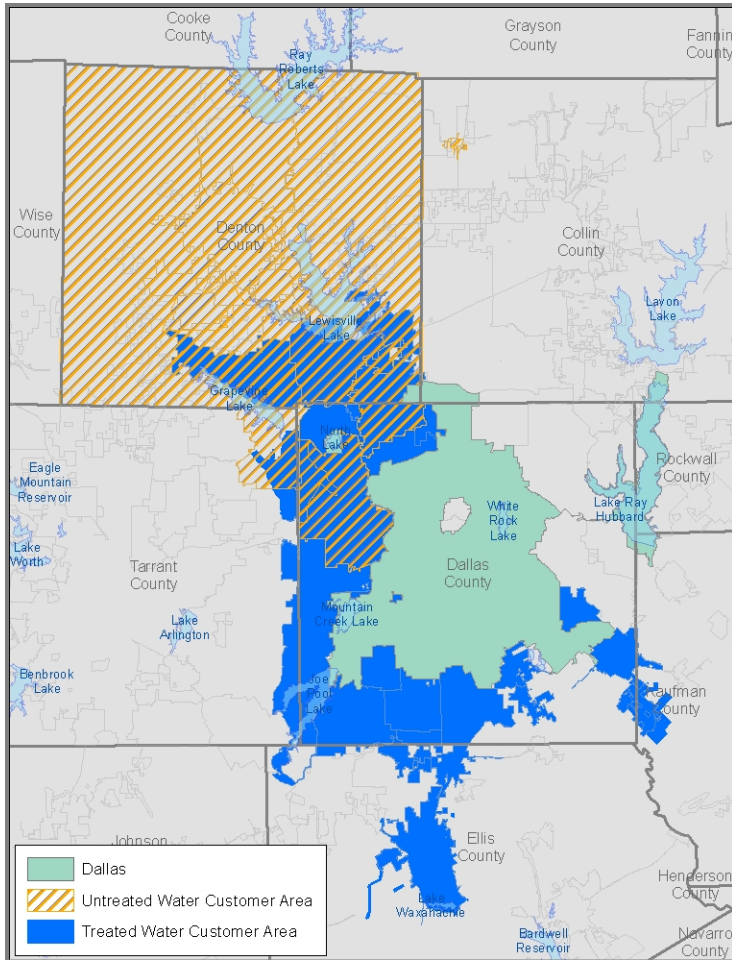 Cooke
County
Grayson
County
Fannin
County
Ray
Roberts
Lake
Wise
County
Denton
County
Collin
County
Lavon
Lake
Lewisville
Lake
Grapevine
Lake
North
Lake
Rockwall
County
Eagle
Mountain
Reservoir
Lake Ray
Hubbard
White
Rock
Lake
Lake
Worth
Tarrant
County
Dallas
County
Mountain
Creek Lake
Lake
Arlington
Benbrook
Lake
Joe
Pool
Lake
Kaufman
County
Johnson
Ellis
County
Henderson
County
Lake
Waxahachie
Bardwell
Reservoir
Navarro
County
Dallas
Untreated Water Customer Area
Treated Water Customer Area